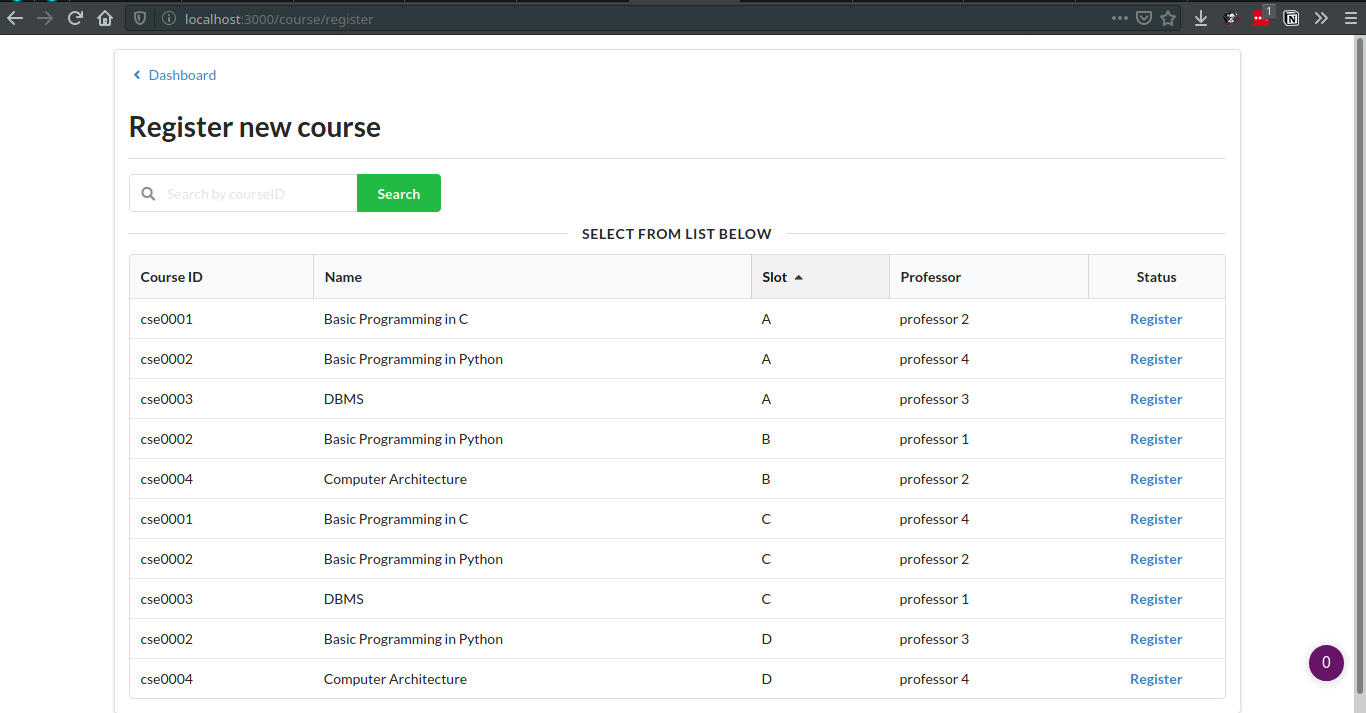 localhost:3000/course/register
1
Dashboard
Register new course
Search by courseID Search
SELECT FROM LIST BELOW
Course ID Name Slot Professor Status
cse0001 Basic Programming in C A professor 2 Register
cse0002 Basic Programming in Python A professor 4 Register
cse0003 DBMS A professor 3 Register
cse0002 Basic Programming in Python B professor 1 Register
cse0004 Computer Architecture B professor 2 Register
cse0001 Basic Programming in C C professor 4 Register
cse0002 Basic Programming in Python C professor 2 Register
cse0003 DBMS C professor 1 Register
cse0002 Basic Programming in Python D professor 3 Register
cse0004 Computer Architecture D professor 4 Register
0